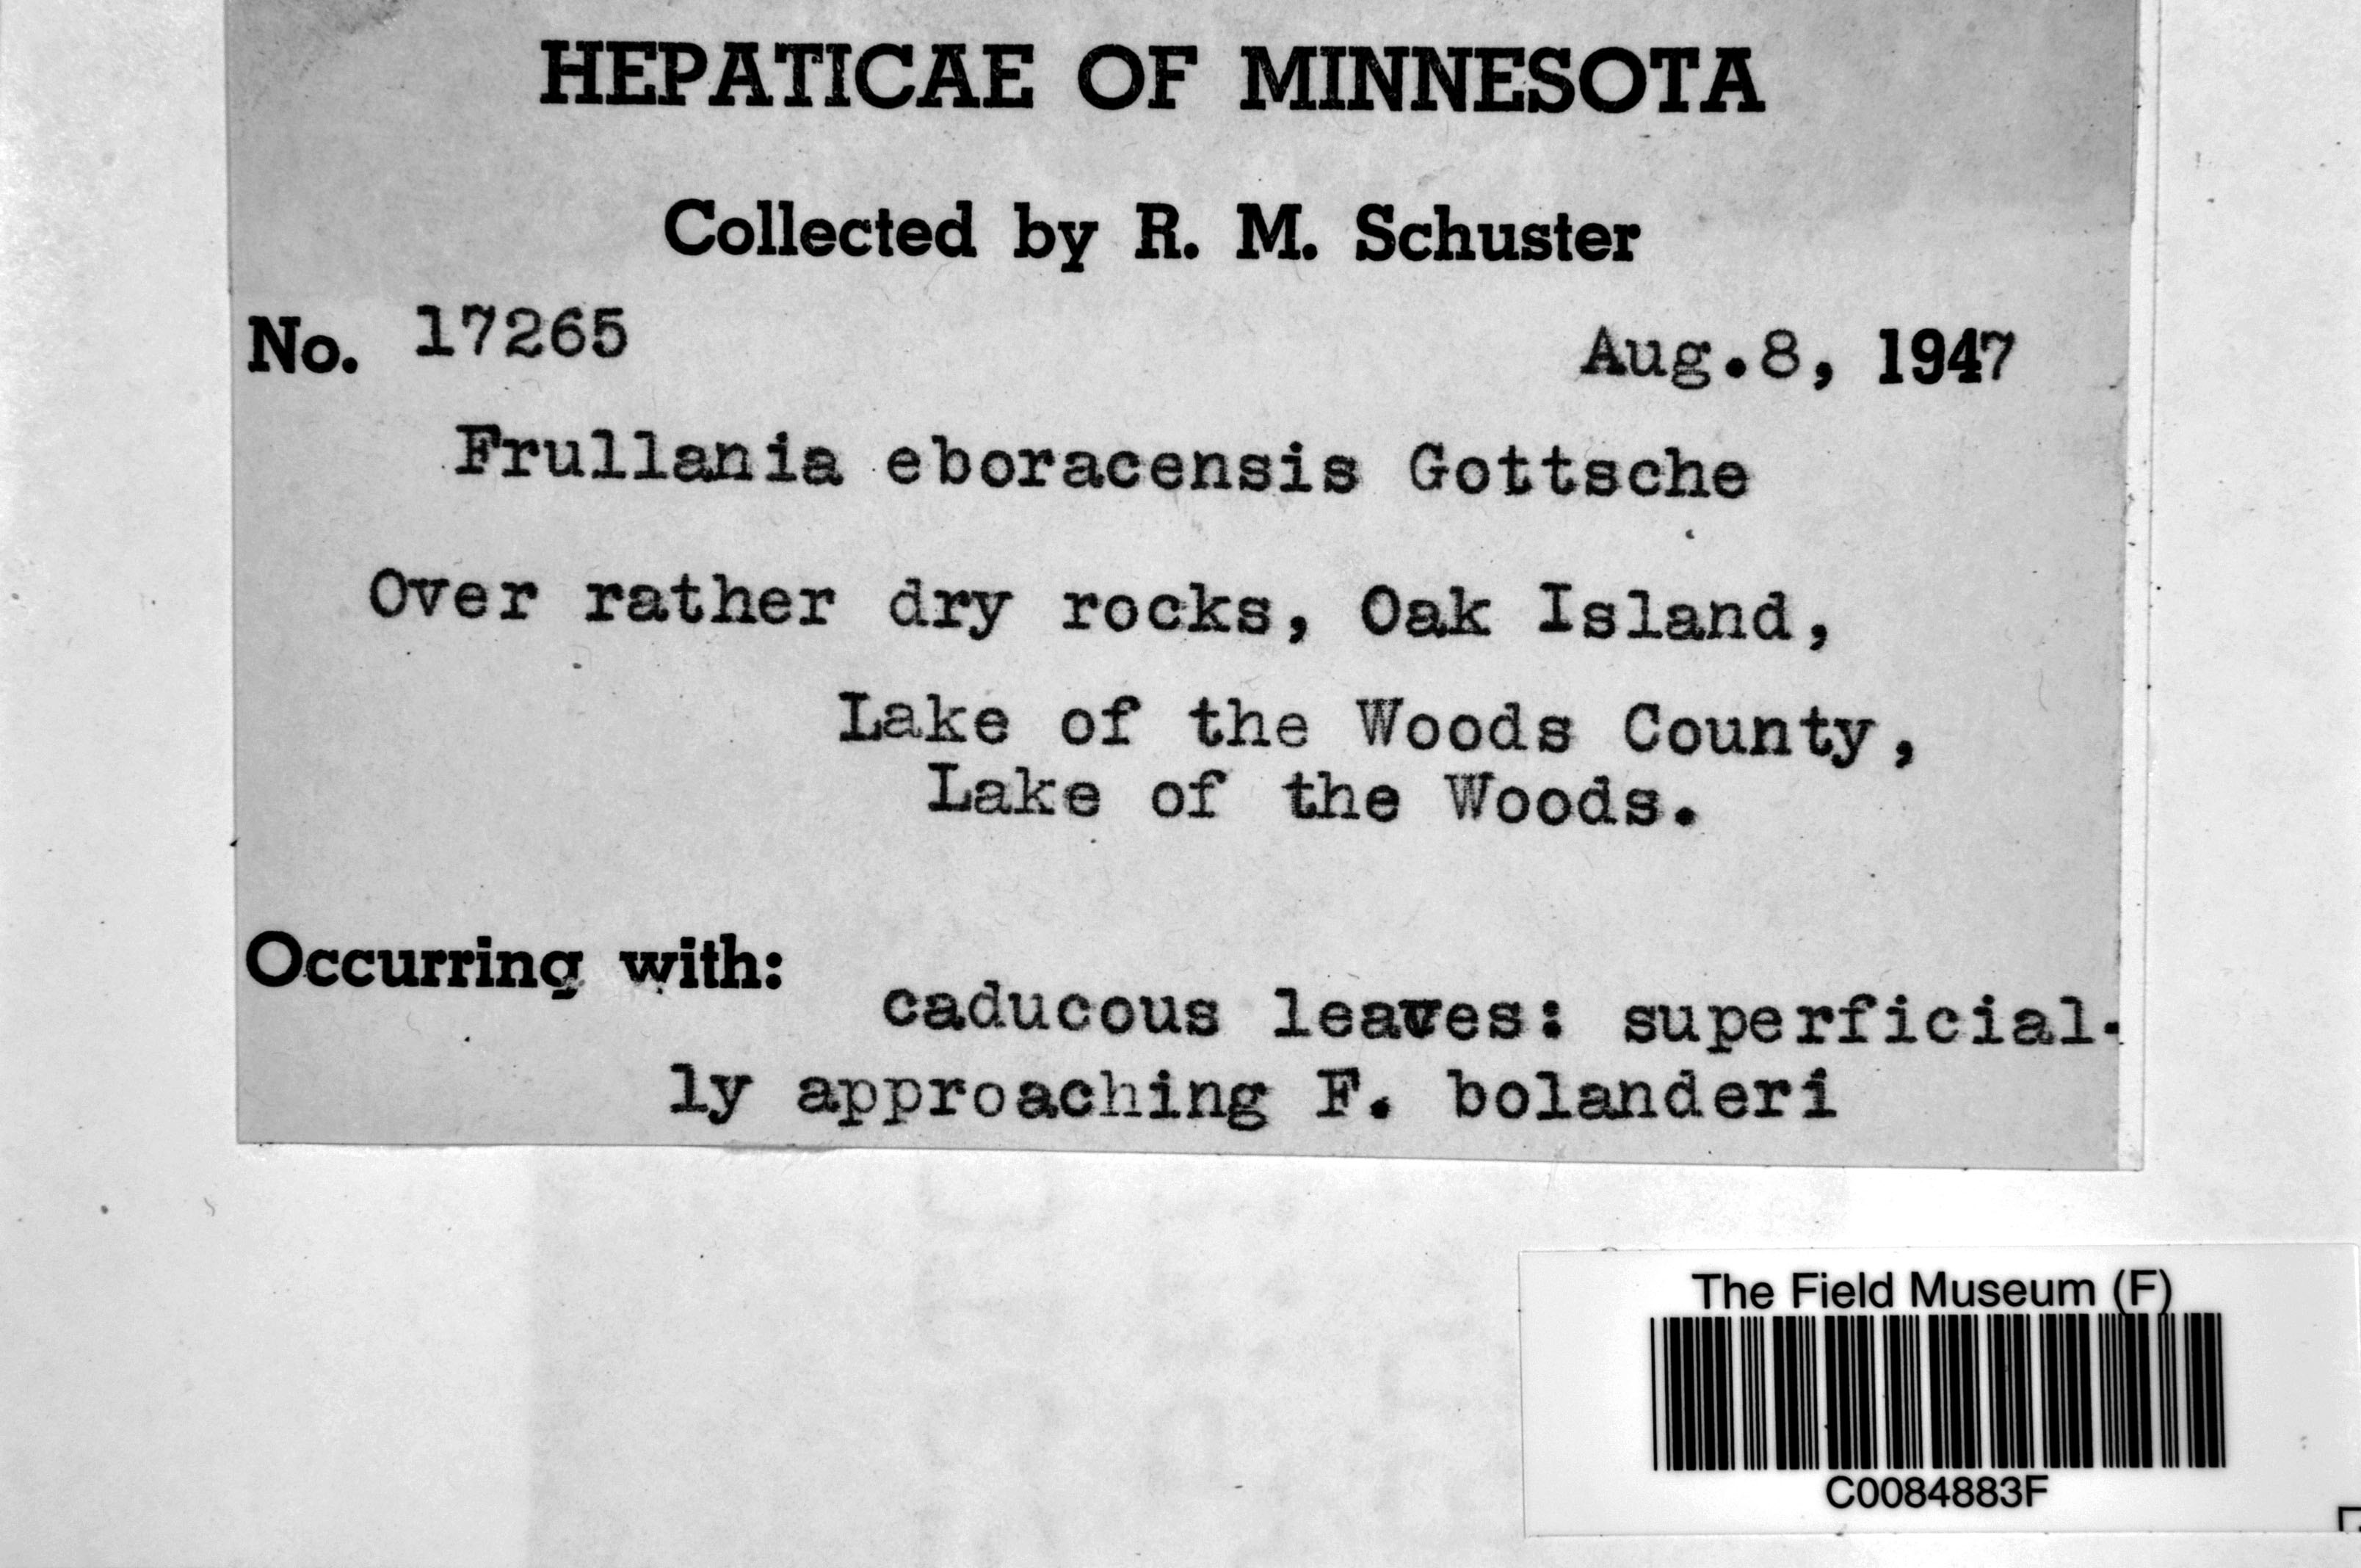 HEPATICAE OF MINNESOTA
Collected by R. M. Schuster
No. 17265 Aug.8, 1947
Frullania eboracensis Gottsche
Over rather dry rocks, Oak Island,
Lake of the Woods County,
Lake of the Woods.
Occurring with: caducous leaves: superficial-
ly approaching F. bolanderi
The Field Museum (F)
C0084883F